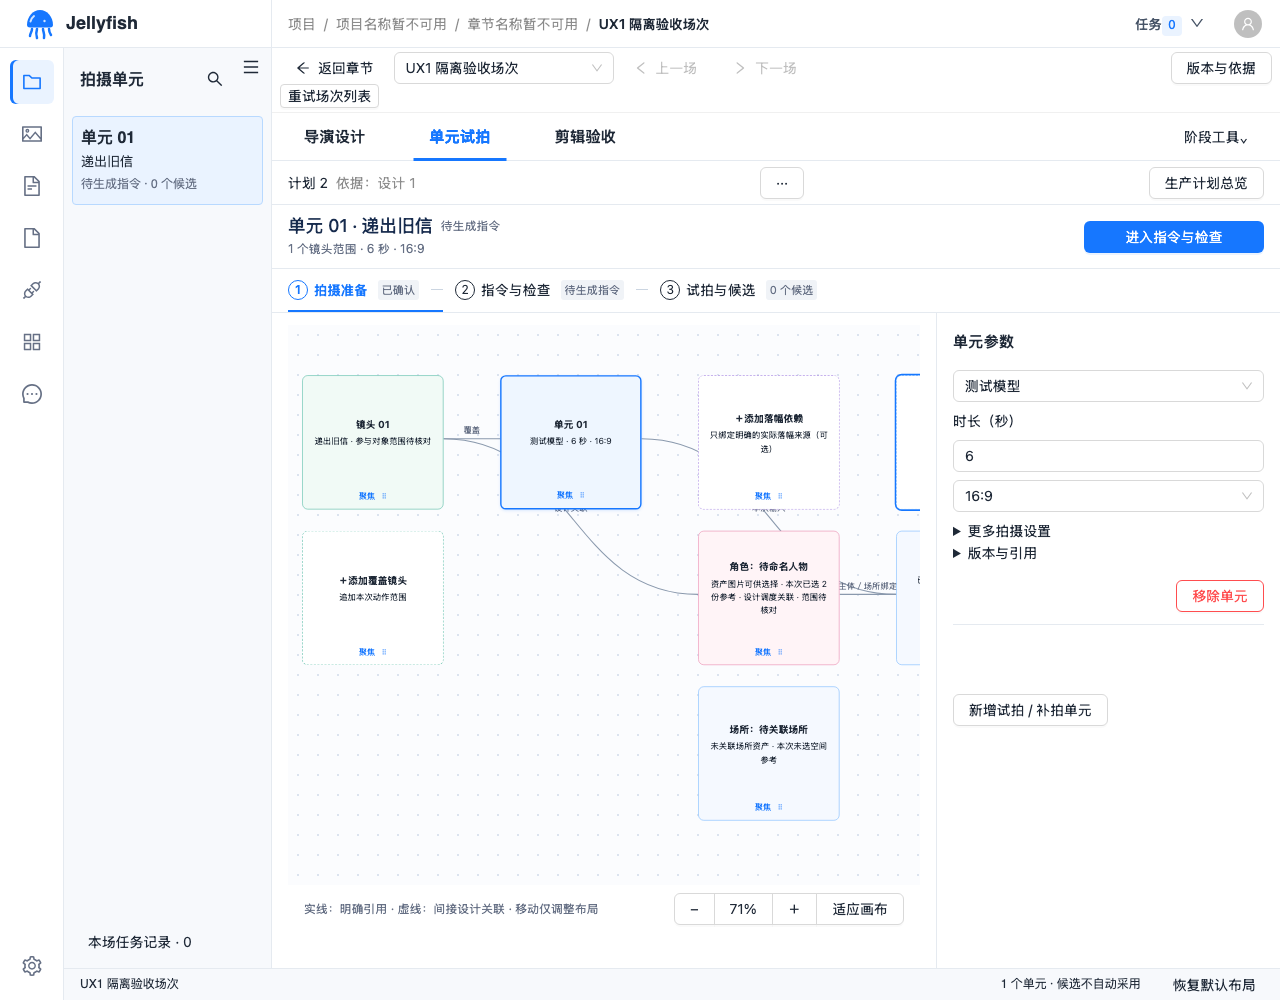 Jellyfish
项目 / 项目名称暂不可用 / 章节名称暂不可用 / UX1 隔离验收场次
任务 0
拍摄单元
返回章节
UX1 隔离验收场次
上一场
下一场
版本与依据
重试场次列表
单元 01
递出旧信
待生成指令 · 0 个候选
导演设计
单元试拍
剪辑验收
阶段工具
计划 2 依据：设计 1
...
生产计划总览
单元 01 · 递出旧信 待生成指令
1 个镜头范围 · 6 秒 · 16:9
进入指令与检查
1 拍摄准备 已确认
2 指令与检查 待生成指令
3 试拍与候选 0 个候选
镜头 01
递出旧信 · 参与对象范围待核对
聚焦
覆盖
单元 01
测试模型 · 6 秒 · 16:9
聚焦
+添加落幅依赖
只绑定明确的实际落幅来源（可
选）
聚焦
+添加覆盖镜头
追加本次动作范围
聚焦
角色：待命名人物
资产图片可供选择 · 本次已选 2
份参考 · 设计调度关联 · 范围待
核对
聚焦
主体 / 场所绑定
场所：待关联场所
未关联场所资产 · 本次未选空间
参考
聚焦
实线：明确引用 · 虚线：间接设计关联 · 移动仅调整布局
−
71%
+
适应画布
单元参数
测试模型
时长（秒）
6
16:9
更多拍摄设置
版本与引用
移除单元
新增试拍 / 补拍单元
本场任务记录 · 0
UX1 隔离验收场次
1 个单元 · 候选不自动采用
恢复默认布局